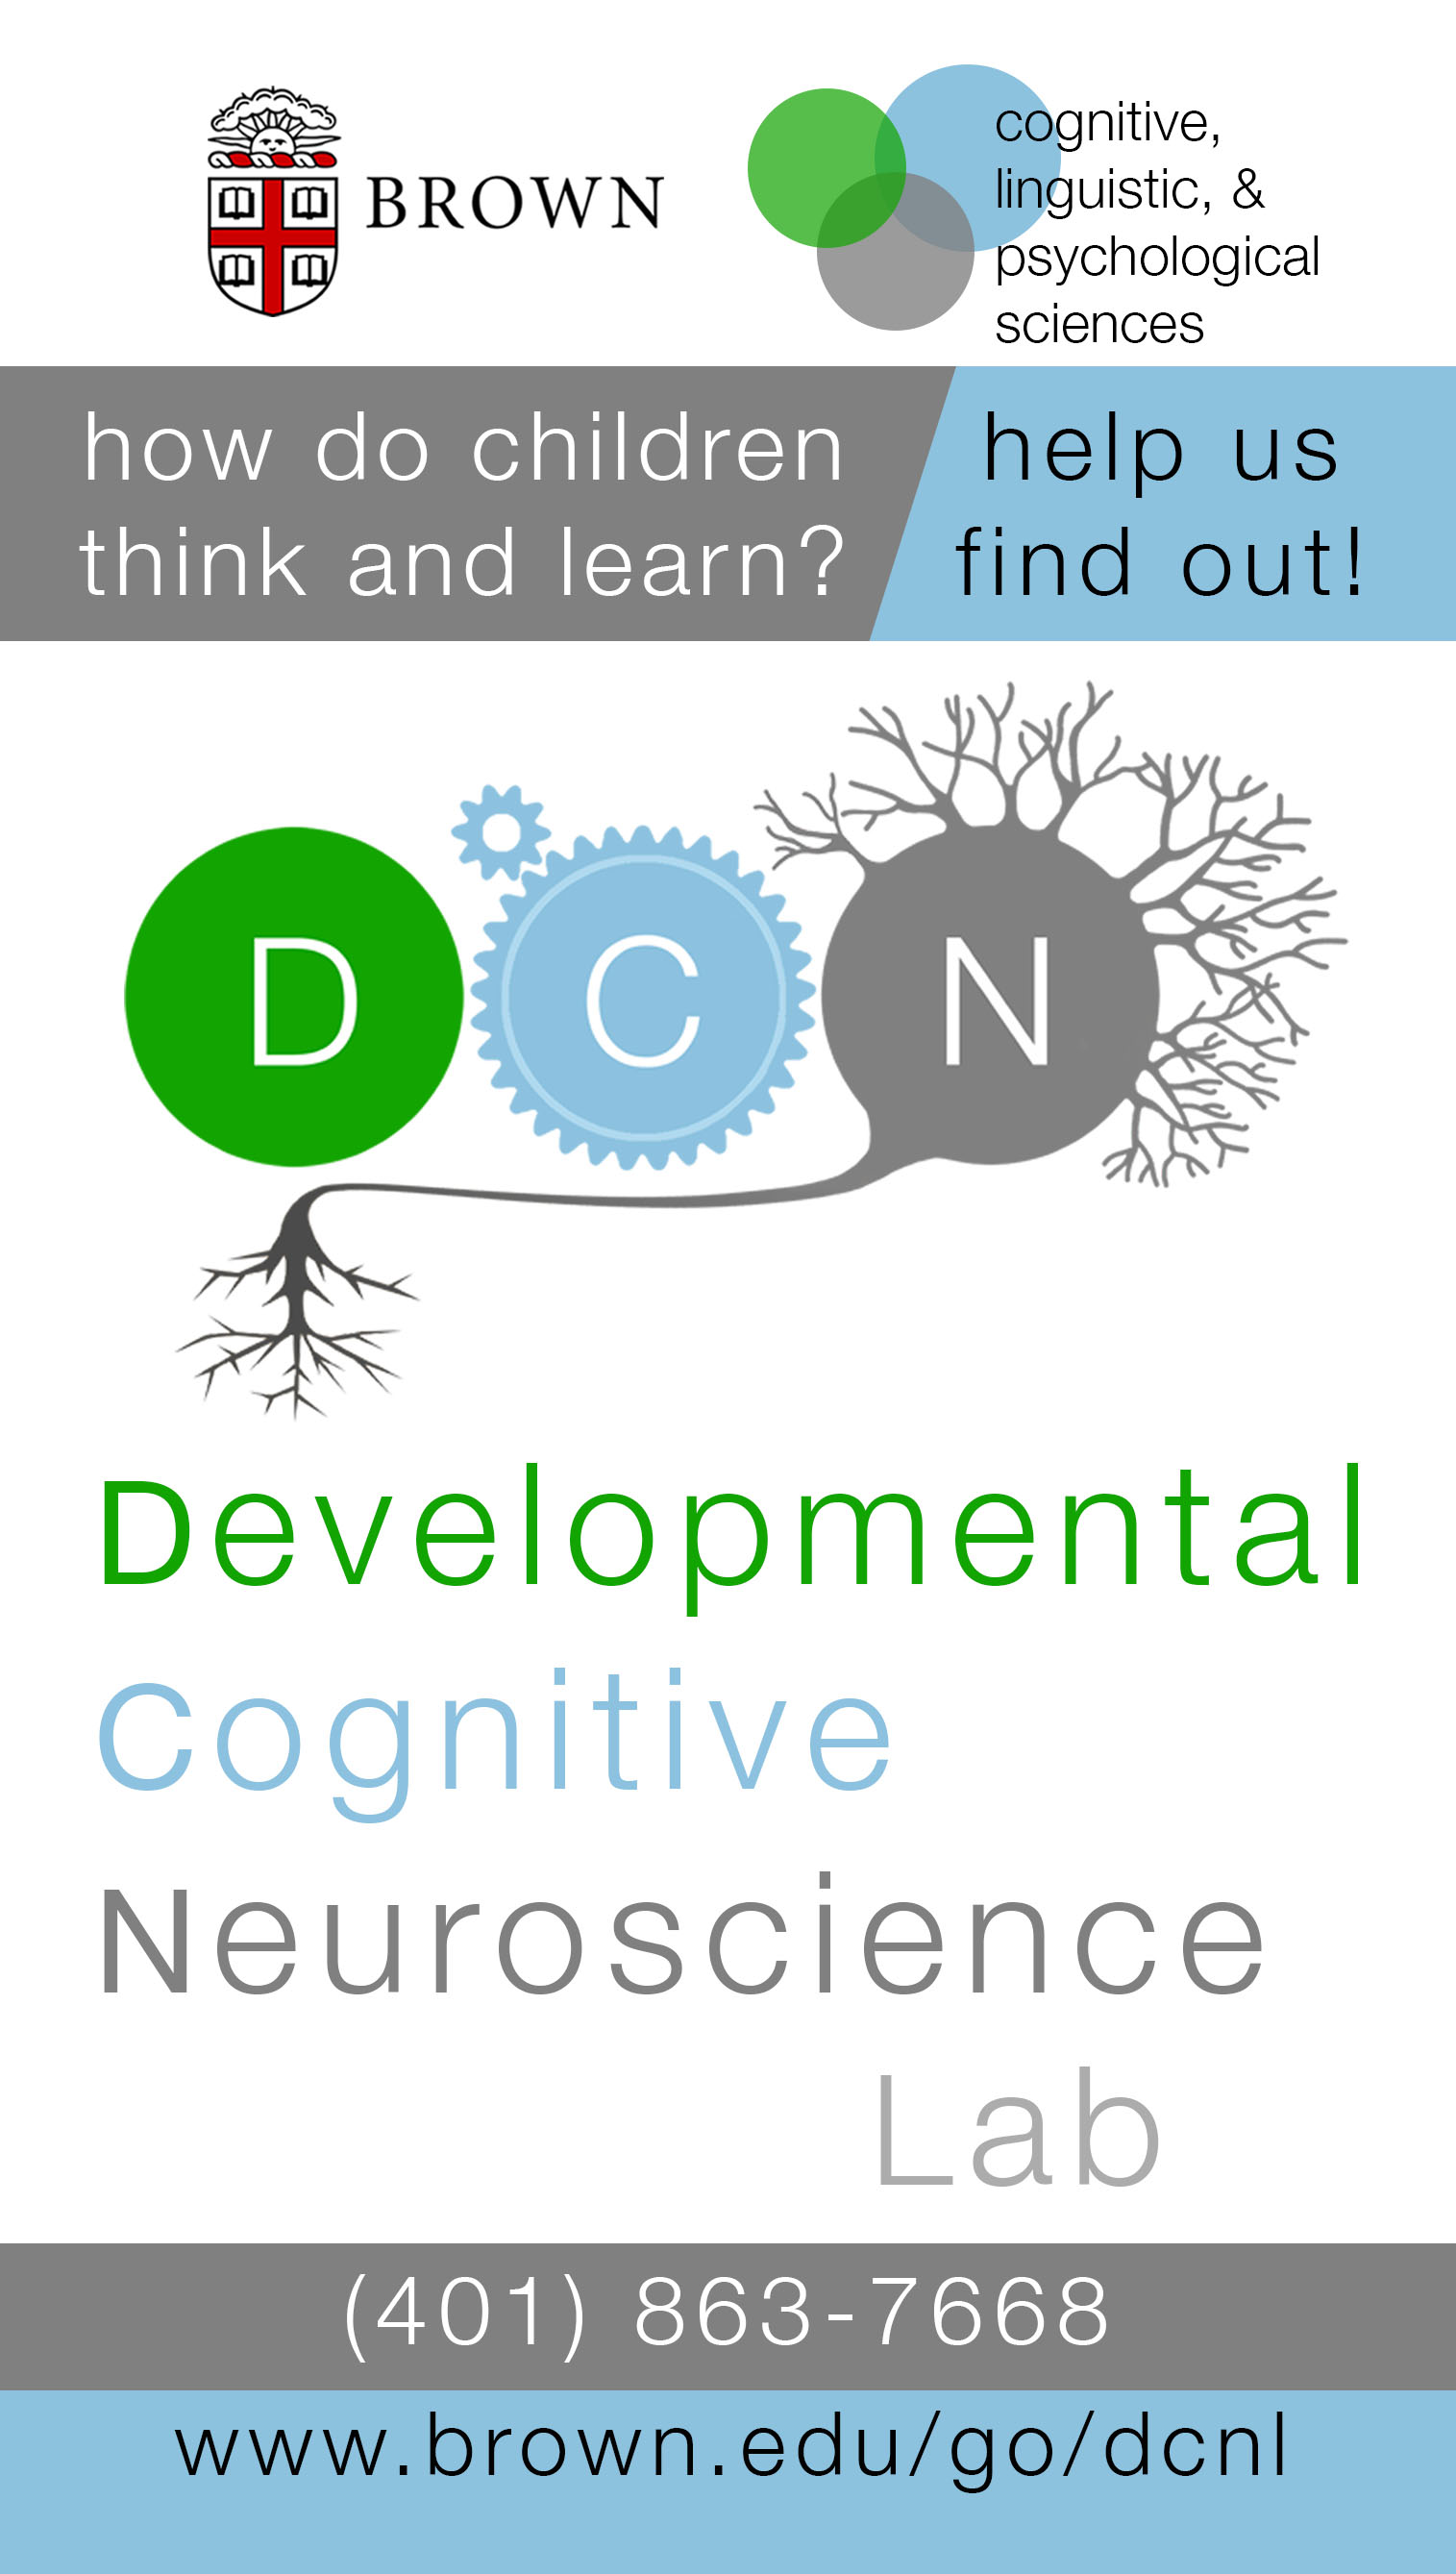 BROWN
cognitive,
linguistic, &
psychological
sciences
how do children
think and learn?
help us
find out!
D C N
Developmental
Cognitive
Neuroscience
Lab
(401) 863-7668
www.brown.edu/go/dcnl